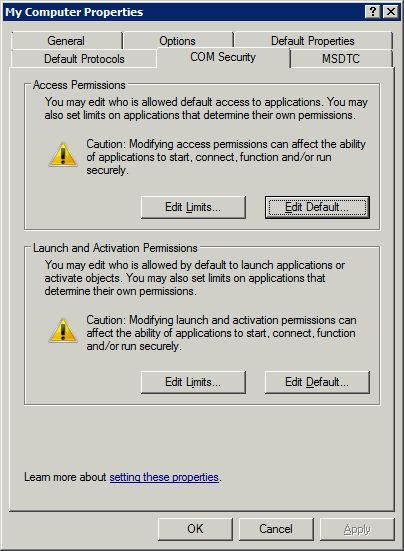 My Computer Properties
General
Options
Default Properties
Default Protocols
COM Security
MSDTC
Access Permissions
You may edit who is allowed default access to applications. You may
also set limits on applications that determine their own permissions.
Caution: Modifying access permissions can affect the ability
of applications to start, connect, function and/or run
securely.
Edit Limits...
Edit Default...
Launch and Activation Permissions
You may edit who is allowed by default to launch applications or
activate objects. You may also set limits on applications that
determine their own permissions.
Caution: Modifying launch and activation permissions can
affect the ability of applications to start, connect, function
and/or run securely.
Edit Limits...
Edit Default...
Learn more about setting these properties.
OK
Cancel
Apply